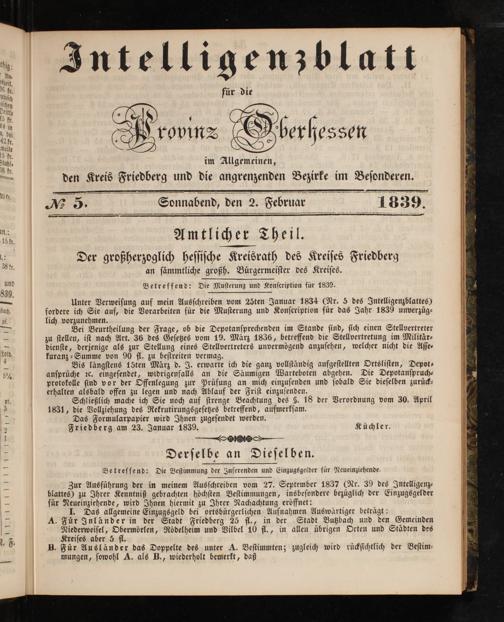 Intelligenzblatt
für die
Provinz Oberhessen
im Allgemeinen,
den Kreis Friedberg und die angrenzenden Bezirke im Besonderen.
№ 5. Sonnabend, den 2. Februar 1839.
Amtlicher Theil.
Der großherzoglich hessische Kreisrath des Kreises Friedberg
an sämmtliche großh. Bürgermeister des Kreises.
Betreffend: Die Musterung und Konscription für 1839.
Unter Verweisung auf mein Ausschreiben vom 25ten Januar 1834 (Nr. 5 des Intelligenzblattes)
fordere ich Sie auf, die Vorarbeiten für die Musterung und Konscription für das Jahr 1839 unverzüg-
lich vorzunehmen.
Bei Beurtheilung der Frage, ob die Depotansprechenden im Stande sind, sich einen Stellvertreter
zu stellen, ist nach Art. 36 des Gesetzes vom 19. März 1836, betreffend die Stellvertretung im Militär-
dienste, derjenige als zur Stellung eines Stellvertreters unvermögend anzusehen, welcher nicht die Asse-
kuranz-Summe von 90 fl. zu bestreiten vermag.
Bis längstens 15ten März d. J. erwarte ich die ganz vollständig aufgestellten Ortslisten, Depot-
ansprüche ꝛc. eingesendet, widrigenfalls an die Säumigen Warteboten abgehen. Die Depotanspruch-
protokolle sind vor der Offenlegung zur Prüfung an mich einzusenden und sobald Sie dieselben zurück-
erhalten alsbald offen zu legen und nach Ablauf der Frist einzusenden.
Schließlich mache ich Sie noch auf strenge Beachtung des §. 18 der Verordnung vom 30. April
1831, die Vollziehung des Rekrutirungsgesetzes betreffend, aufmerksam.
Das Formularpapier wird Ihnen zugesendet werden.
Friedberg am 23. Januar 1839. Küchler.
Derselbe an Dieselben.
Betreffend: Die Bestimmung der Inserenden und Einzugsgelder für Neueinziehende.
Zur Ausführung der in meinem Ausschreiben vom 27. September 1837 (Nr. 39 des Intelligenz-
blattes) zu Ihrer Kenntniß gebrachten höchsten Bestimmungen, insbesondere bezüglich der Einzugsgelder
für Neueinziehende, wird Ihnen hiermit zu Ihrer Nachachtung eröffnet:
I. Das allgemeine Einzugsgeld bei ortsbürgerlichen Aufnahmen Auswärtiger beträgt:
A. Für Inländer in der Stadt Friedberg 25 fl., in der Stadt Butzbach und den Gemeinden
Niederweisel, Obermörlen, Rödelheim und Vilbel 10 fl., in allen übrigen Orten und Städten des
Kreises aber 5 fl.
B. Für Ausländer das Doppelte des unter A. Bestimmten; zugleich wird rücksichtlich der Bestim-
mungen, sowohl A. als B., wiederholt bemerkt, daß